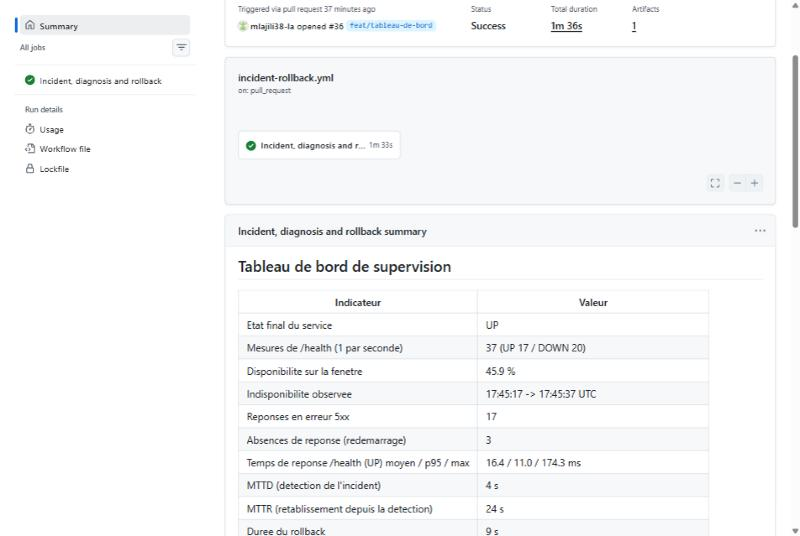 Summary
All jobs
Incident, diagnosis and rollback
Run details
Usage
Workflow file
Lockfile
Triggered via pull request 37 minutes ago
mlajili38-la opened #36 feat/tableau-de-bord
Status
Success
Total duration
1m 36s
Artifacts
1
incident-rollback.yml
on: pull_request
Incident, diagnosis and r... 1m 33s
Incident, diagnosis and rollback summary
Tableau de bord de supervision
Indicateur Valeur
Etat final du service UP
Mesures de /health (1 par seconde) 37 (UP 17 / DOWN 20)
Disponibilite sur la fenetre 45.9 %
Indisponibilite observee 17:45:17 -> 17:45:37 UTC
Reponses en erreur 5xx 17
Absences de reponse (redemarrage) 3
Temps de reponse /health (UP) moyen / p95 / max 16.4 / 11.0 / 174.3 ms
MTTD (detection de l'incident) 4 s
MTTR (retablissement depuis la detection) 24 s
Duree du rollback 9 s